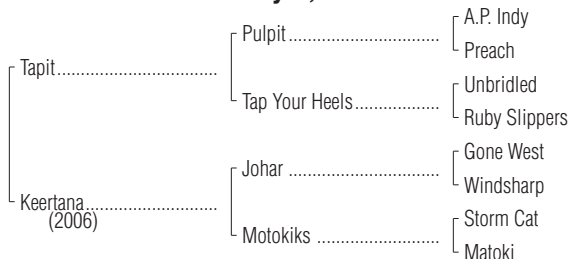 A.P. Indy
Pulpit
Preach
Tapit
Unbridled
Tap Your Heels
Ruby Slippers
Gone West
Johar
Windsharp
Keertana
(2006)
Storm Cat
Motokiks
Matoki